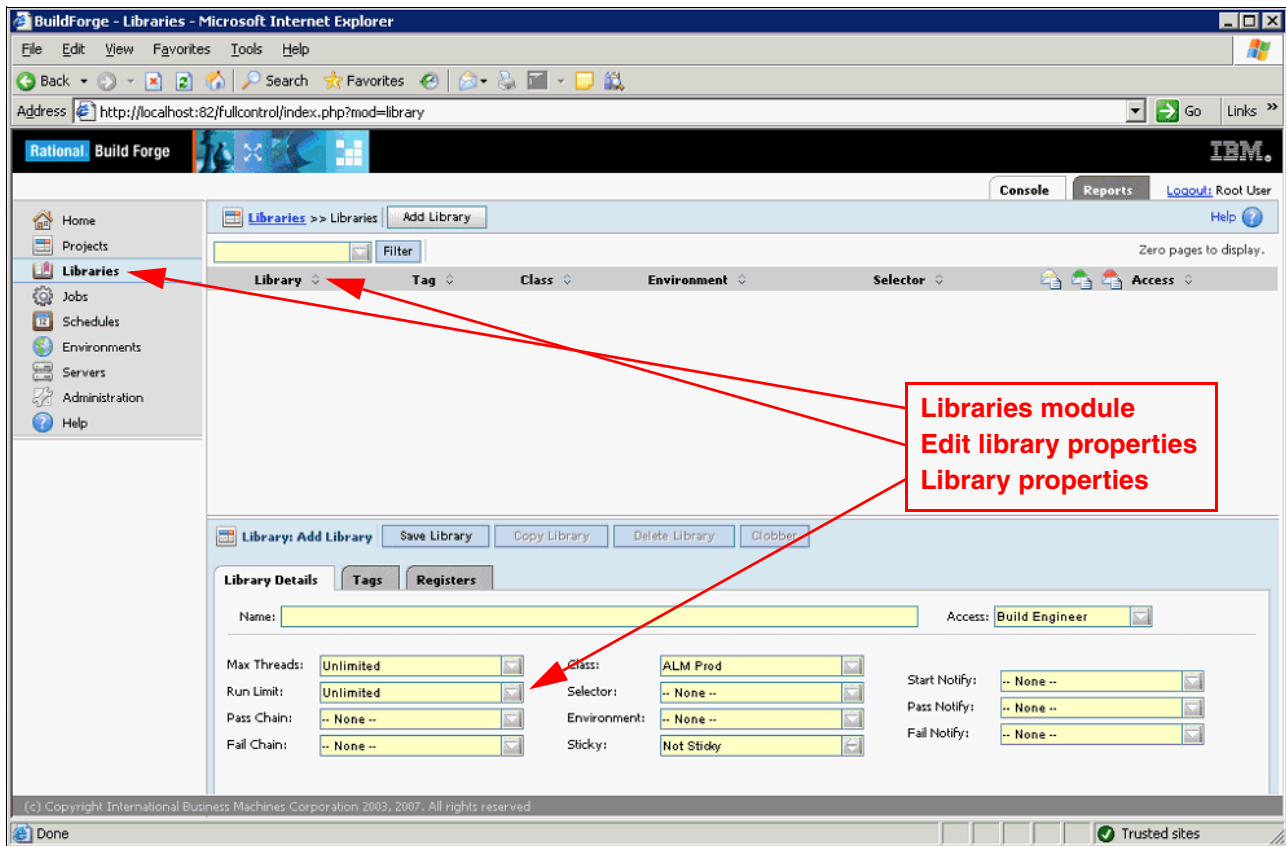 BuildForge - Libraries - Microsoft Internet Explorer
File Edit View Favorites Tools Help
Back Search Favorites
Address http://localhost:82/fullcontrol/index.php?mod=library Go Links »
Rational. Build Forge IBM.
Console Reports Logout: Root User
Home
Projects
Libraries
Jobs
Schedules
Environments
Servers
Administration
Help
Libraries >> Libraries Add Library Help
Filter Zero pages to display.
Library Tag Class Environment Selector Access
Libraries module
Edit library properties
Library properties
Library: Add Library Save Library Copy Library Delete Library Clobber
Library Details Tags Registers
Name: Access: Build Engineer
Max Threads: Unlimited Class: ALM Prod
Start Notify: -- None --
Run Limit: Unlimited Selector: -- None --
Pass Notify: -- None --
Pass Chain: -- None -- Environment: -- None --
Fail Notify: -- None --
Fail Chain: -- None -- Sticky: Not Sticky
(c) Copyright International Business Machines Corporation 2003, 2007. All rights reserved
Done Trusted sites